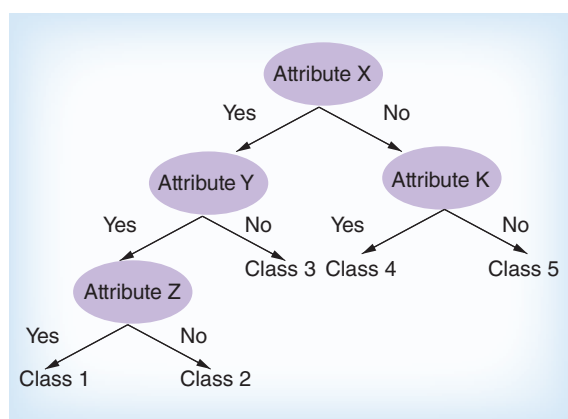 Attribute X
Yes
No
Attribute Y
Attribute K
Yes
No
Yes
No
Class 3
Class 4
Class 5
Attribute Z
Yes
No
Class 1
Class 2